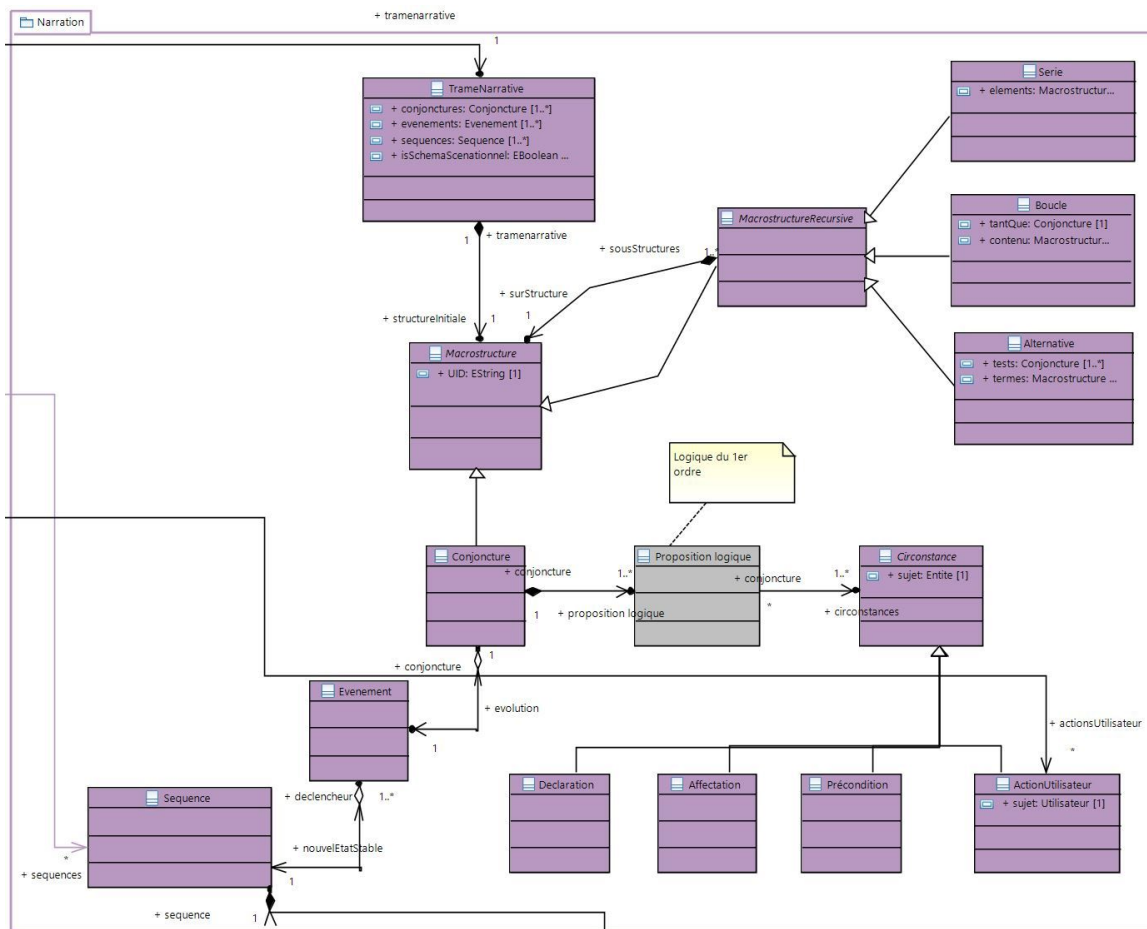 Narration
+ tramenarrative
1
TrameNarrative
+ conjonctures: Conjoncture [1..*]
+ evenements: Evenement [1..*]
+ sequences: Sequence [1..*]
+ isSchemaScenationnel: EBoolean ...
Serie
+ elements: Macrostructur...
Boucle
+ tantQue: Conjoncture [1]
+ contenu: Macrostructur...
MacrostructureRecursive
1
+ tramenarrative
+ sousStructures
1..*
+ surStructure
1
+ structureInitiale
1
Alternative
+ tests: Conjoncture [1..*]
+ termes: Macrostructure ...
Macrostructure
+ UID: EString [1]
Logique du 1er
ordre
Conjoncture
+ conjoncture
1
1..*
+ proposition logique
Proposition logique
+ conjoncture
*
1..*
+ circonstances
Circonstance
+ sujet: Entite [1]
1
+ conjoncture
Evenement
+ evolution
1
+ actionsUtilisateur
*
Declaration
Affectation
Précondition
ActionUtilisateur
+ sujet: Utilisateur [1]
+ declencheur
1..*
Sequence
+ nouvelEtatStable
1
*
+ sequences
+ sequence
1